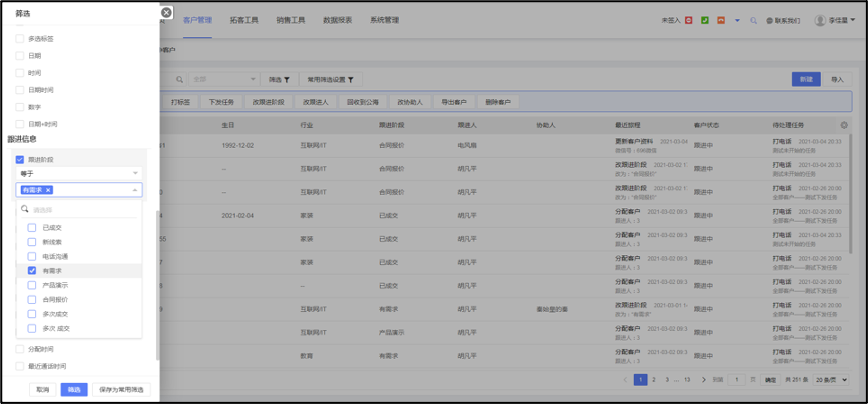 筛选
客户管理 拓客工具 销售工具 数据报表 系统管理 未签入 联系我们 李佳星
多选标签
日期
时间
日期时间
数字
日期+时间
跟进信息
跟进阶段
等于
有需求 ×
请选择
已成交
新线索
电话沟通
有需求
产品演示
合同报价
多次成交
多次 成交
分配时间
最近通话时间
取消 筛选 保存为常用筛选
全部 筛选 常用筛选设置 新建 导入
打标签 下发任务 改跟进阶段 改跟进人 回收到公海 改协助人 导出客户 删除客户
生日 行业 跟进阶段 跟进人 协助人 最近旅程 客户状态 待处理任务
1992-12-02 互联网/IT 合同报价 电风扇 更新客户资料 2021-03-04 跟进中 打电话 2021-03-04 20:33
测试未开始的任务
-- 互联网/IT 合同报价 胡凡平 改跟进阶段 2021-03-02 1 跟进中 打电话 2021-03-04 20:33
改为："合同报价" 测试未开始的任务
-- 互联网/IT 合同报价 胡凡平 改跟进阶段 2021-03-02 1 跟进中 打电话 2021-02-26 20:00
改为："合同报价" 全部客户——测试下发任务
2021-02-04 家装 已成交 胡凡平 分配客户 2021-03-02 09:3 跟进中 打电话 2021-02-26 20:00
跟进人：3 全部客户——测试下发任务
家装 已成交 胡凡平 分配客户 2021-03-02 09:3 跟进中 打电话 2021-03-04 20:33
跟进人：3 测试未开始的任务
家装 已成交 胡凡平 分配客户 2021-03-02 09:3 跟进中 打电话 2021-02-26 20:00
跟进人：3 全部客户——测试下发任务
-- 已成交 胡凡平 分配客户 2021-03-02 09:3 跟进中 打电话 2021-02-26 20:00
跟进人：3 全部客户——测试下发任务
互联网/IT 有需求 胡凡平 改跟进阶段 2021-03-01 1 跟进中 打电话 2021-02-26 20:00
改为："有需求" 全部客户——测试下发任务
互联网/IT 产品演示 胡凡平 分配客户 2021-03-02 09:3 跟进中 打电话 2021-02-26 20:00
跟进人：3 全部客户——测试下发任务
教育 有需求 胡凡平 分配客户 2021-03-02 09:3 跟进中 打电话 2021-02-26 20:00
跟进人：3 全部客户——测试下发任务
1 2 3 ... 13 到第 1 页 确定 共 251 条 20 条/页